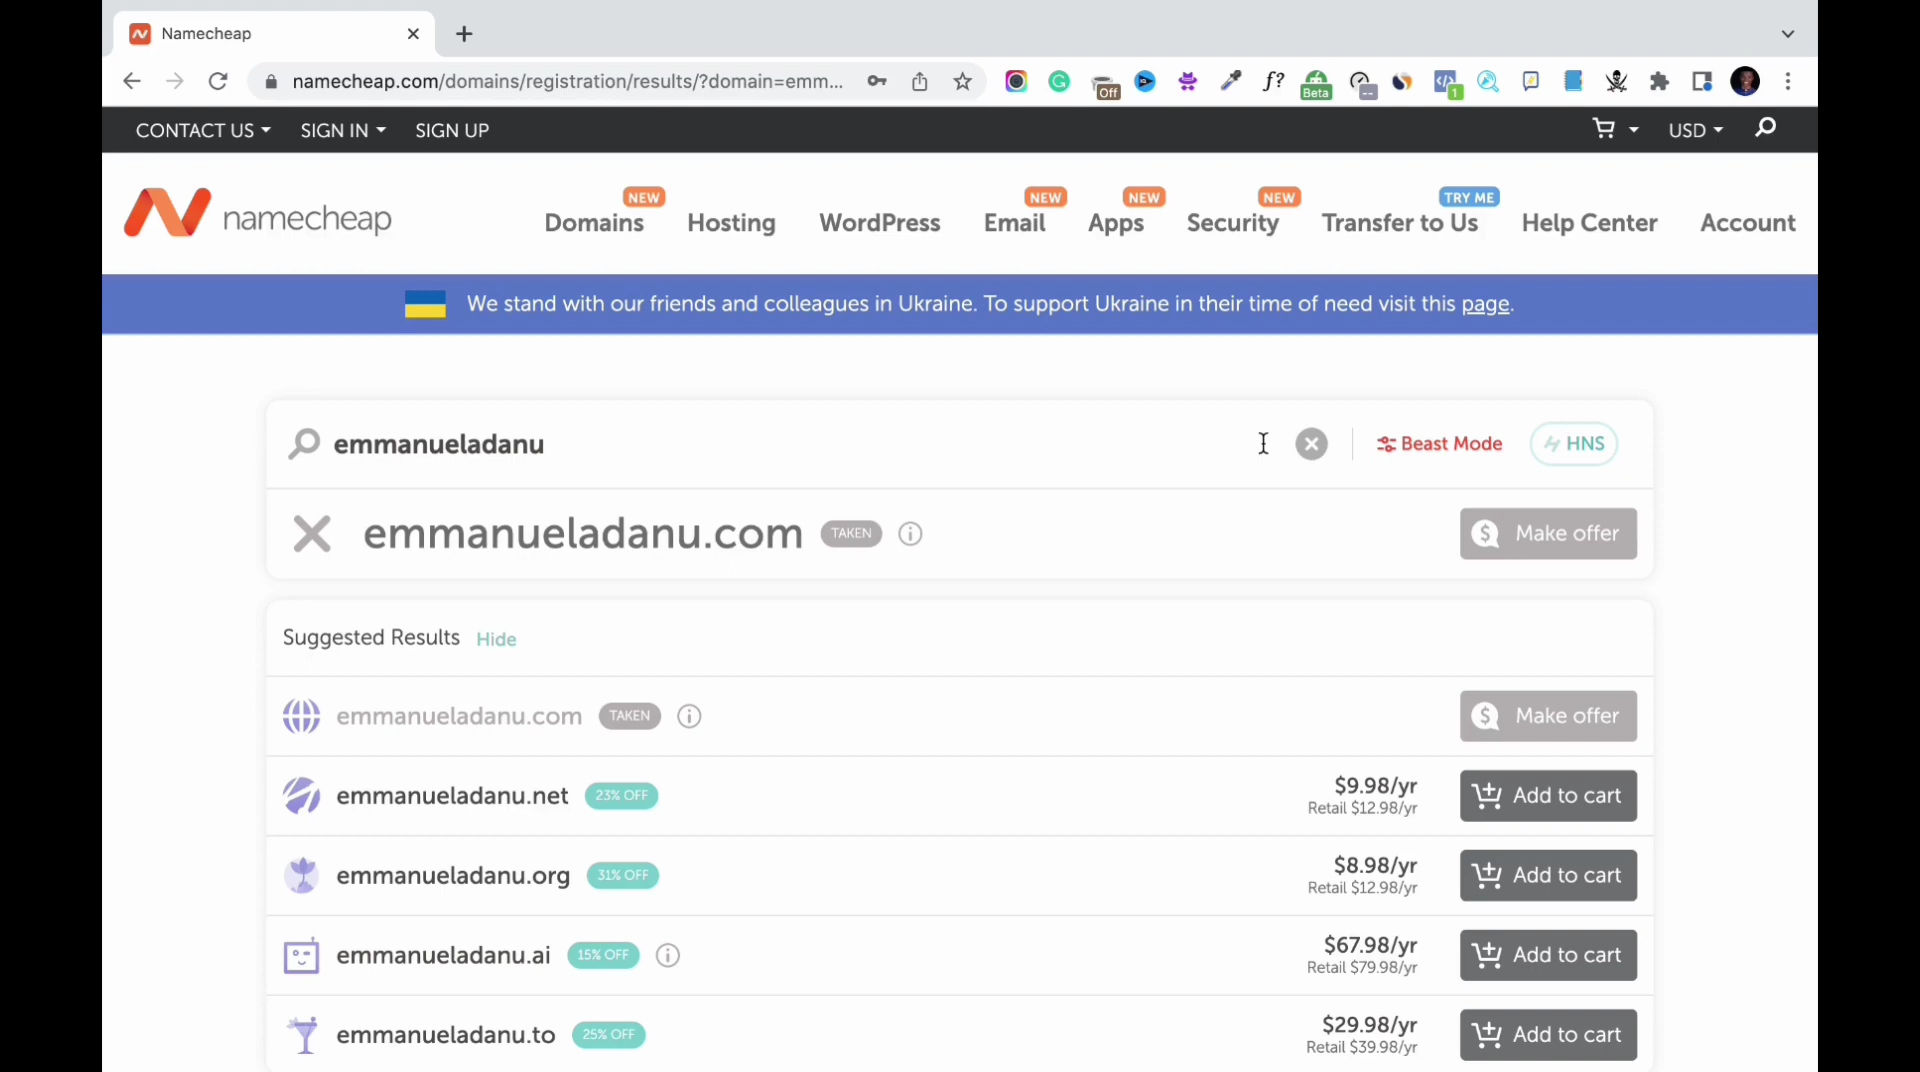 Namecheap
namecheap.com/domains/registration/results/?domain=emm...
f?
Off
Beta
--
1
CONTACT US
SIGN IN
SIGN UP
USD
namecheap
NEW
NEW
NEW
NEW
TRY ME
Domains
Hosting
WordPress
Email
Apps
Security
Transfer to Us
Help Center
Account
We stand with our friends and colleagues in Ukraine. To support Ukraine in their time of need visit this page.
emmanueladanu
Beast Mode
HNS
emmanueladanu.com TAKEN
Make offer
Suggested Results Hide
emmanueladanu.com TAKEN
Make offer
emmanueladanu.net 23% OFF
$9.98/yr
Retail $12.98/yr
Add to cart
emmanueladanu.org 31% OFF
$8.98/yr
Retail $12.98/yr
Add to cart
emmanueladanu.ai 15% OFF
$67.98/yr
Retail $79.98/yr
Add to cart
emmanueladanu.to 25% OFF
$29.98/yr
Retail $39.98/yr
Add to cart